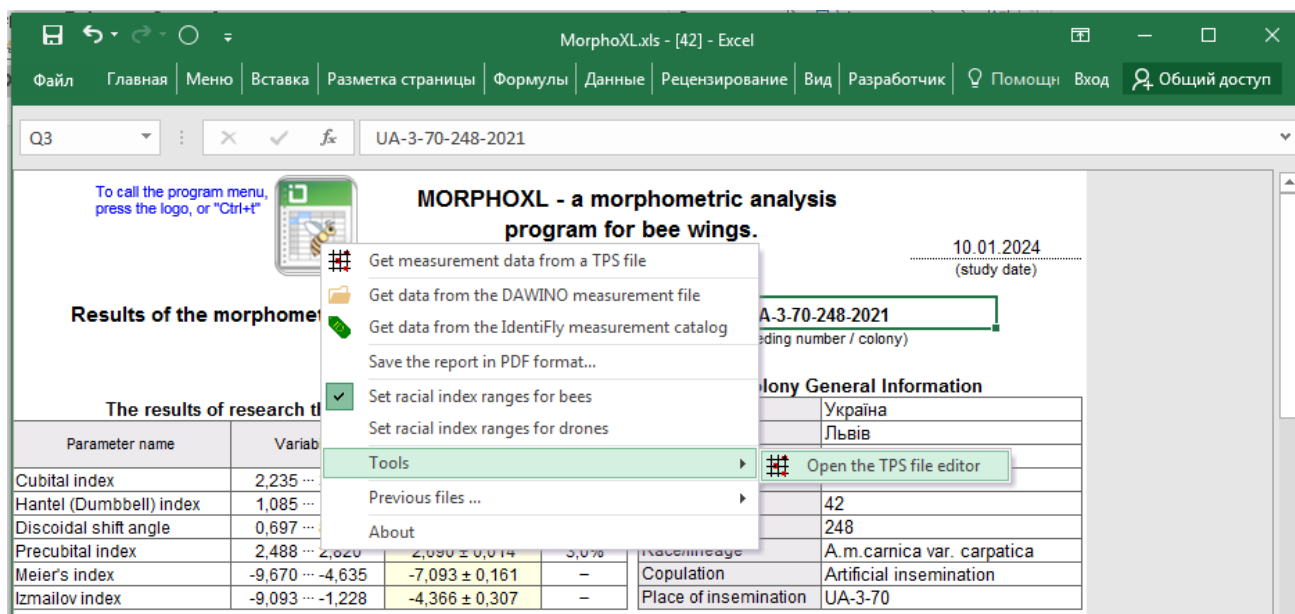 MorphoXL.xls - [42] - Excel
Файл Главная Меню Вставка Разметка страницы Формулы Данные Рецензирование Вид Разработчик Помощн Вход Общий доступ
Q3 fx UA-3-70-248-2021
To call the program menu,
press the logo, or "Ctrl+t"
MORPHOXL - a morphometric analysis
program for bee wings.
10.01.2024
(study date)
Get measurement data from a TPS file
Get data from the DAWINO measurement file
Get data from the IdentiFly measurement catalog
Save the report in PDF format...
Set racial index ranges for bees
Set racial index ranges for drones
Tools
Open the TPS file editor
Previous files ...
About
Results of the
A-3-70-248-2021
number / colony)
General Information
The results of research
Parameter name
Україна
Львів
Cubital index 2,235 ...
Hantel (Dumbbell) index 1,085 ... 42
Discoidal shift angle 0,697 ... 248
Precubital index 2,488 ... 2,820 2,690 ± 0,014 3,0% Race/lineage A.m.carnica var. carpatica
Meier's index -9,670 ... -4,635 -7,093 ± 0,161 – Copulation Artificial insemination
Izmailov index -9,093 ... -1,228 -4,366 ± 0,307 – Place of insemination UA-3-70